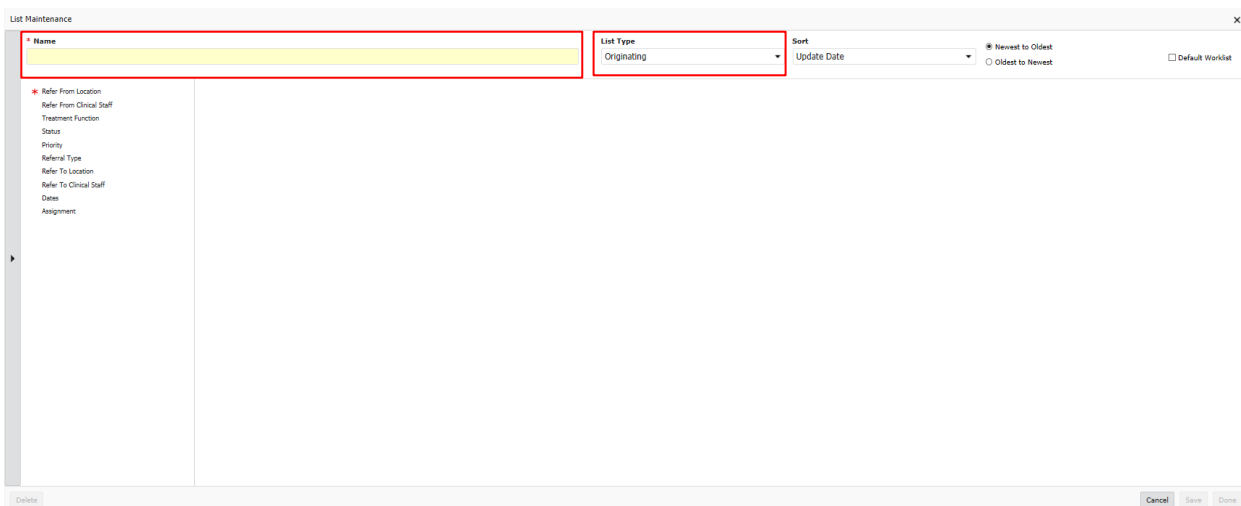 List Maintenance
* Name
List Type
Sort
Originating
Update Date
Newest to Oldest
Oldest to Newest
Default Worklist
* Refer From Location
Refer From Clinical Staff
Treatment Function
Status
Priority
Referral Type
Refer To Location
Refer To Clinical Staff
Dates
Assignment
Delete
Cancel
Save
Done